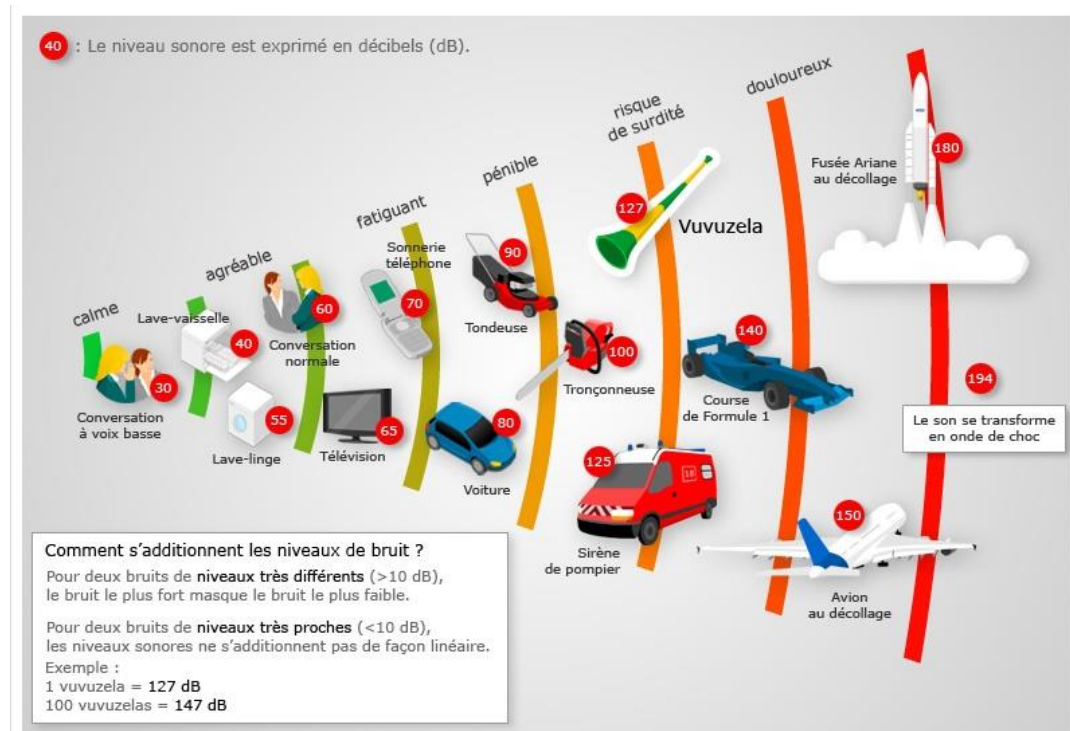 40 : Le niveau sonore est exprimé en décibels (dB).
calme
agréable
fatiguant
pénible
risque
de surdité
douloureux
30
Conversation
à voix basse
Lave-vaisselle
40
55
Lave-linge
60
Conversation
normale
65
Télévision
Sonnerie
téléphone
70
80
Voiture
90
Tondeuse
100
Tronçonneuse
125
Sirène
de pompier
18
127
Vuvuzela
140
Course
de Formule 1
150
Avion
au décollage
Fusée Ariane
au décollage
180
194
Le son se transforme
en onde de choc
Comment s’additionnent les niveaux de bruit ?
Pour deux bruits de niveaux très différents (>10 dB),
le bruit le plus fort masque le bruit le plus faible.
Pour deux bruits de niveaux très proches (<10 dB),
les niveaux sonores ne s’additionnent pas de façon linéaire.
Exemple :
1 vuvuzela = 127 dB
100 vuvuzelas = 147 dB